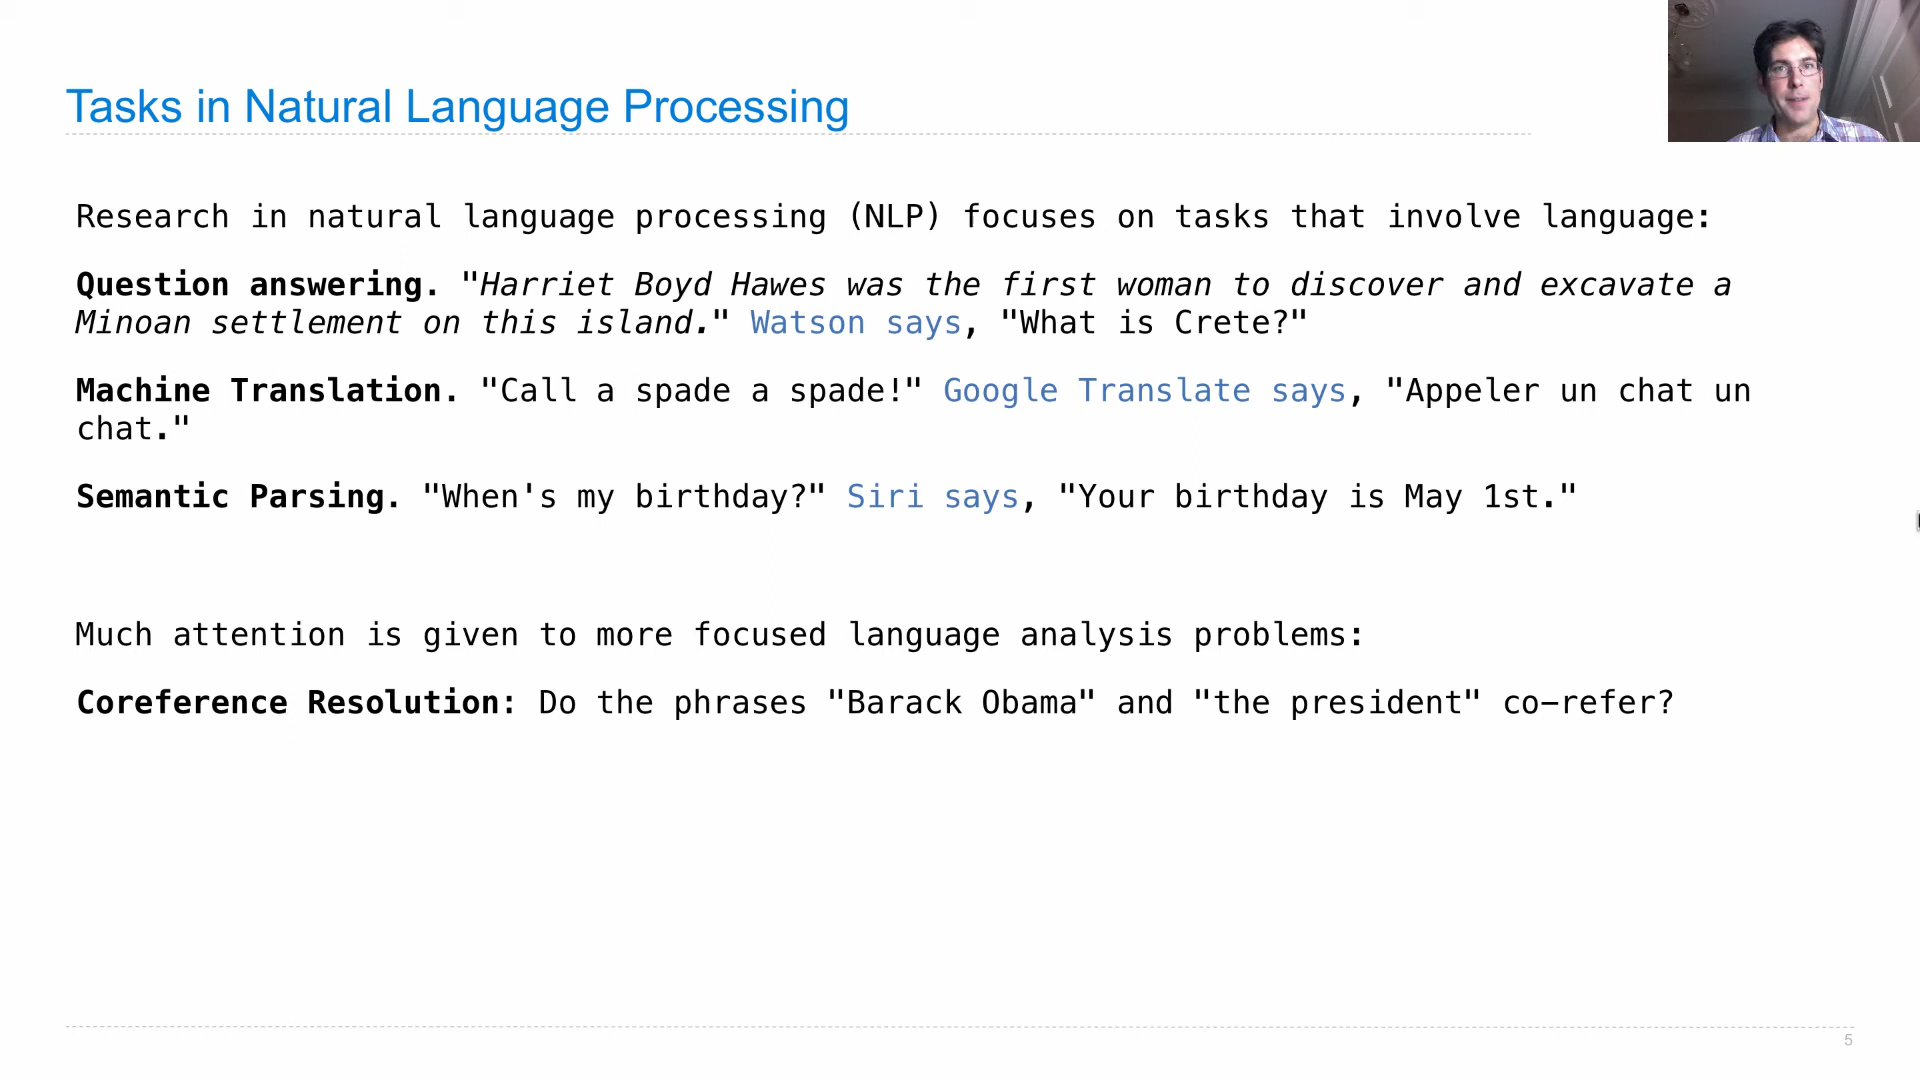 Tasks in Natural Language Processing
Research in natural language processing (NLP) focuses on tasks that involve language:
Question answering. "Harriet Boyd Hawes was the first woman to discover and excavate a
Minoan settlement on this island." Watson says, "What is Crete?"
Machine Translation. "Call a spade a spade!" Google Translate says, "Appeler un chat un
chat."
Semantic Parsing. "When's my birthday?" Siri says, "Your birthday is May 1st."
Much attention is given to more focused language analysis problems:
Coreference Resolution: Do the phrases "Barack Obama" and "the president" co-refer?
5